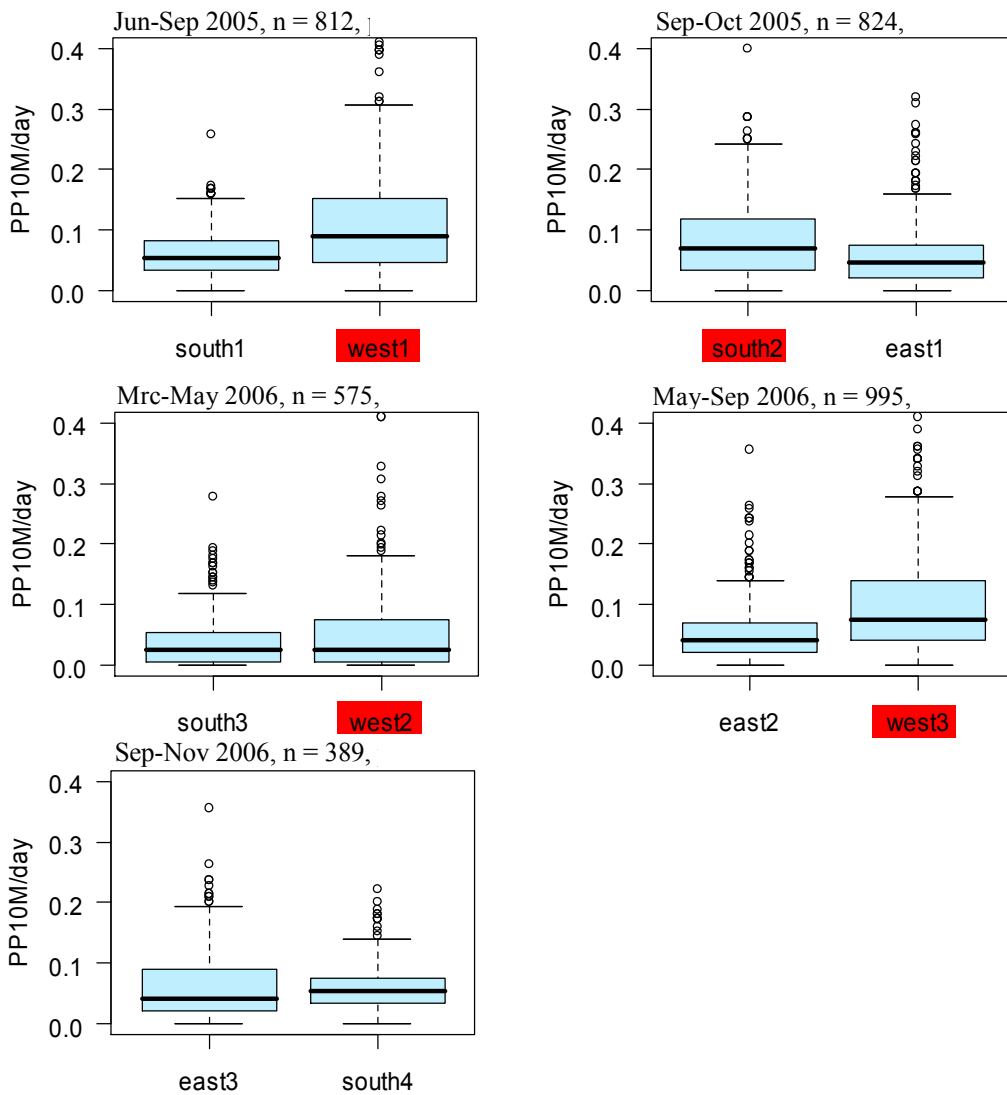 Jun-Sep 2005, n = 812,
0.4
0.3
0.2
0.1
0.0
PP10M/day
south1 west1
Sep-Oct 2005, n = 824,
0.4
0.3
0.2
0.1
0.0
PP10M/day
south2 east1
Mrc-May 2006, n = 575,
0.4
0.3
0.2
0.1
0.0
PP10M/day
south3 west2
May-Sep 2006, n = 995,
0.4
0.3
0.2
0.1
0.0
PP10M/day
east2 west3
Sep-Nov 2006, n = 389,
0.4
0.3
0.2
0.1
0.0
PP10M/day
east3 south4